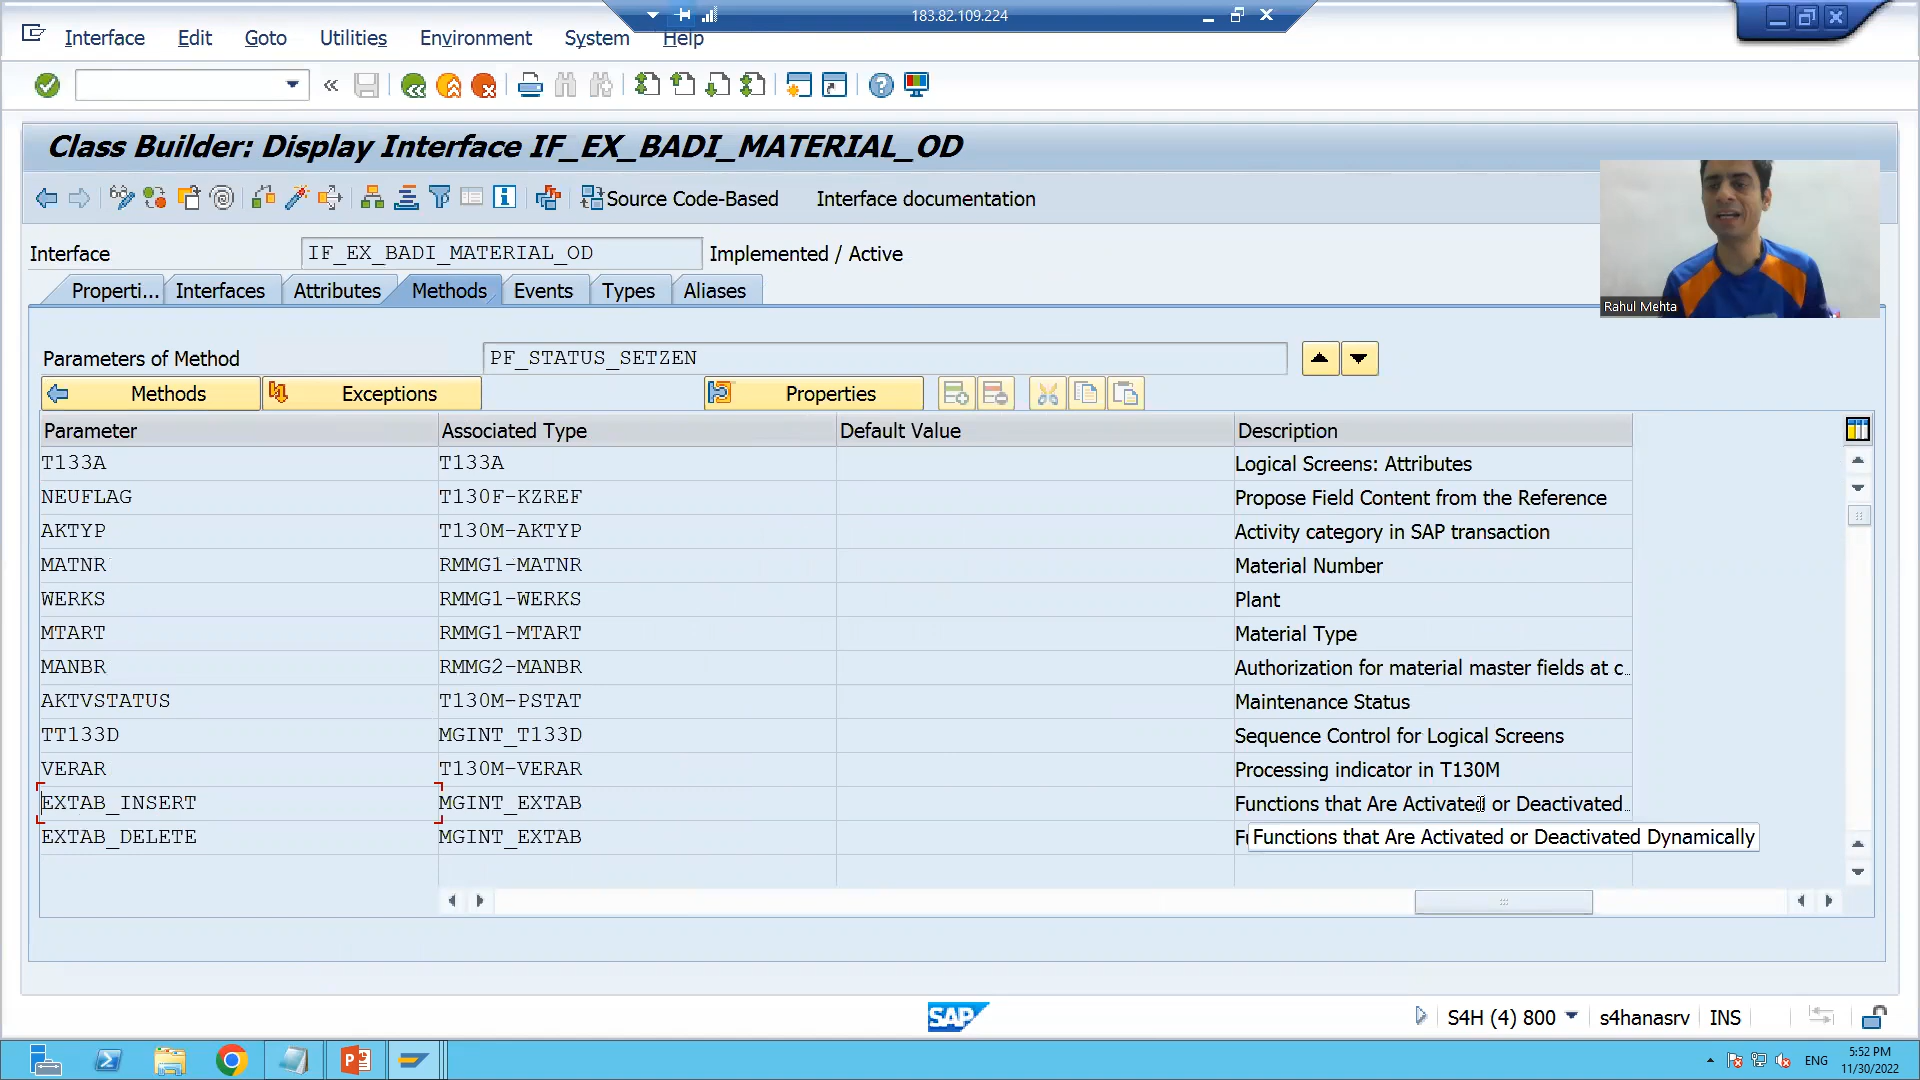 183.82.109.224
Interface Edit Goto Utilities Environment System Help
Class Builder: Display Interface IF_EX_BADI_MATERIAL_OD
Source Code-Based Interface documentation
Interface IF_EX_BADI_MATERIAL_OD Implemented / Active
Rahul Mehta
Properti... Interfaces Attributes Methods Events Types Aliases
Parameters of Method PF_STATUS_SETZEN
Methods Exceptions Properties
Parameter Associated Type Default Value Description
T133A T133A Logical Screens: Attributes
NEUFLAG T130F-KZREF Propose Field Content from the Reference
AKTYP T130M-AKTYP Activity category in SAP transaction
MATNR RMMG1-MATNR Material Number
WERKS RMMG1-WERKS Plant
MTART RMMG1-MTART Material Type
MANBR RMMG2-MANBR Authorization for material master fields at c...
AKTVSTATUS T130M-PSTAT Maintenance Status
TT133D MGINT_T133D Sequence Control for Logical Screens
VERAR T130M-VERAR Processing indicator in T130M
EXTAB_INSERT MGINT_EXTAB Functions that Are Activated or Deactivated...
EXTAB_DELETE MGINT_EXTAB Functions that Are Activated or Deactivated Dynamically
SAP S4H (4) 800 s4hanasrv INS
ENG
5:52 PM
11/30/2022